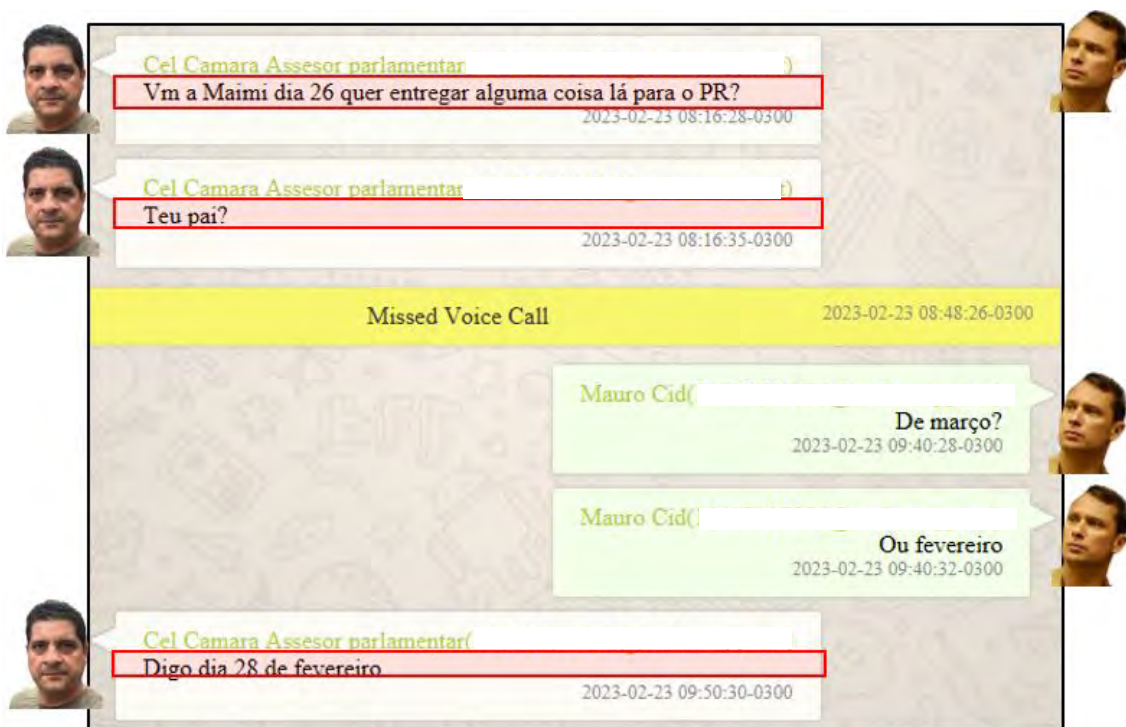 Cel Camara Assesor parlamentar )
Vm a Maimi dia 26 quer entregar alguma coisa lá para o PR?
2023-02-23 08:16:28-0300
Cel Camara Assesor parlamentar )
Teu pai?
2023-02-23 08:16:35-0300
Missed Voice Call 2023-02-23 08:48:26-0300
Mauro Cid(
De março?
2023-02-23 09:40:28-0300
Mauro Cid(
Ou fevereiro
2023-02-23 09:40:32-0300
Cel Camara Assesor parlamentar(
Digo dia 28 de fevereiro
2023-02-23 09:50:30-0300